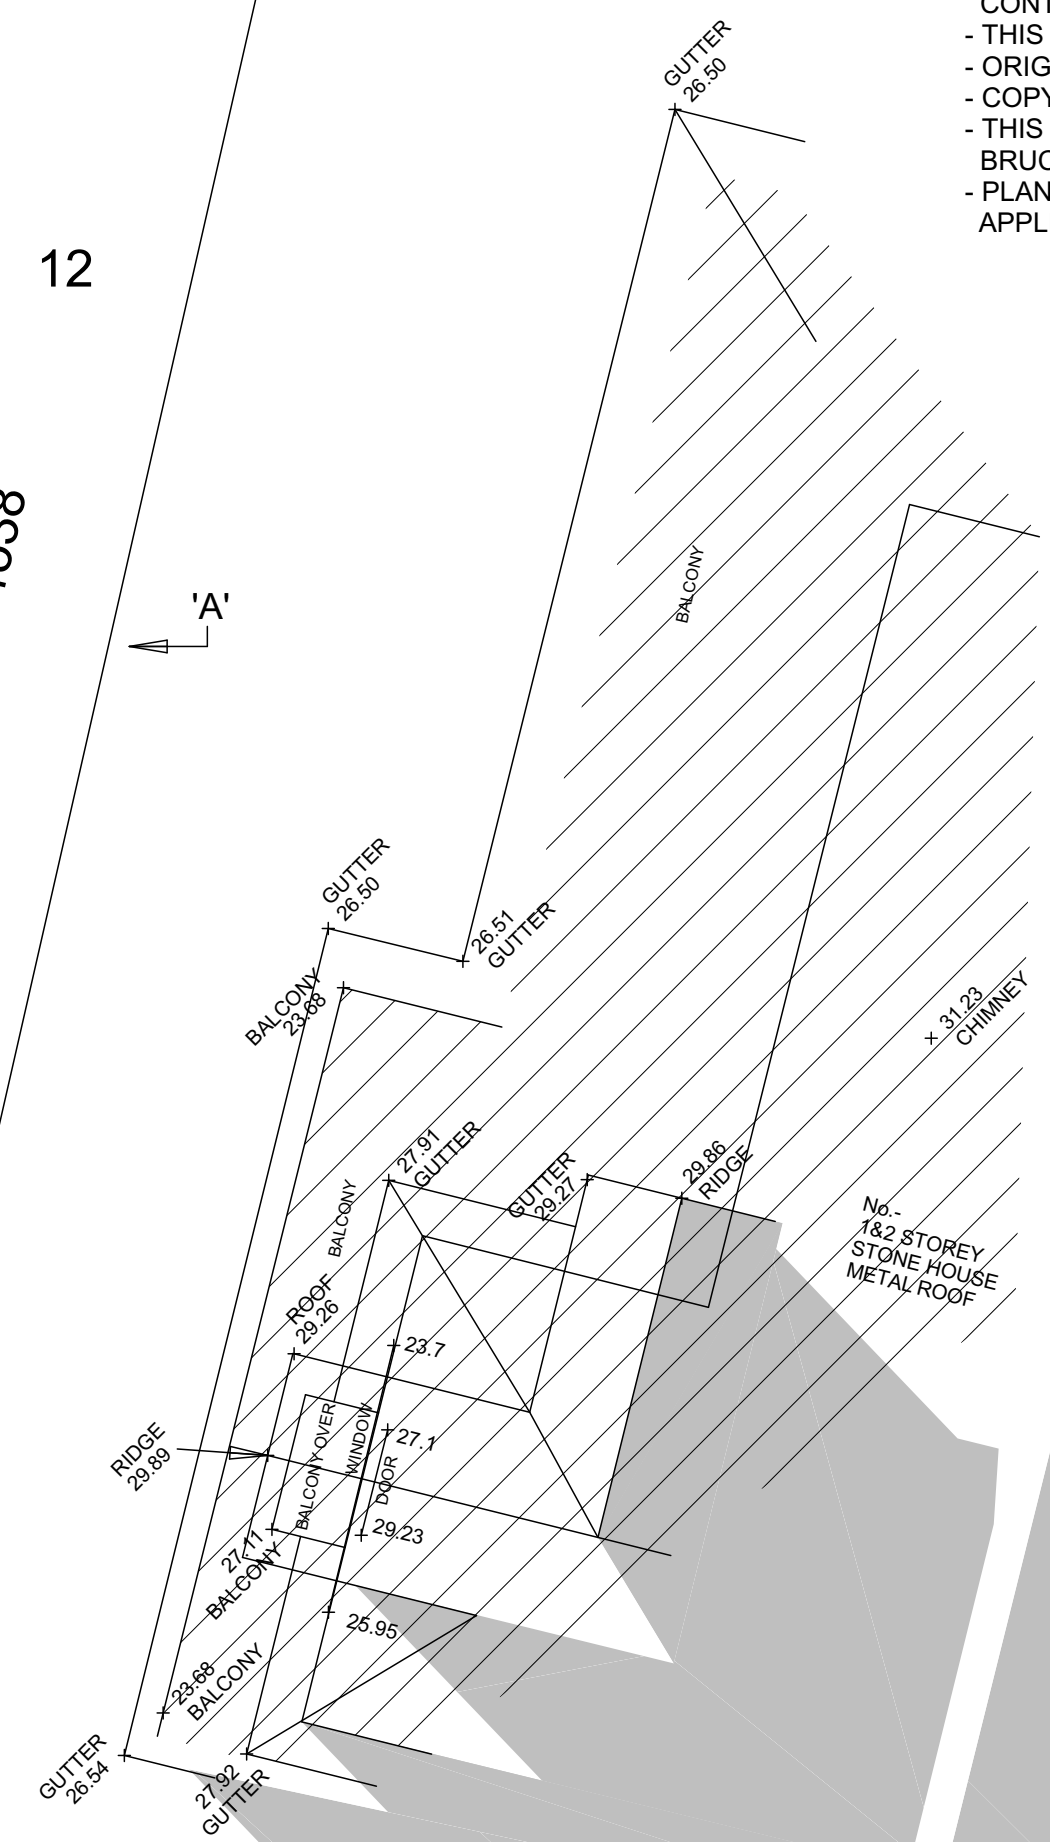 CONT
- THIS
- ORIG
- COPY
- THIS
BRUC
- PLAN
APPL
GUTTER
26.50
12
'A'
BALCONY
GUTTER
26.50
26.51
GUTTER
BALCONY
23.68
31.23
CHIMNEY
27.91
GUTTER
GUTTER
29.27
29.86
RIDGE
BALCONY
No.-
1&2 STOREY
STONE HOUSE
METAL ROOF
ROOF
29.26
23.7
RIDGE
29.89
BALCONY OVER
WINDOW
27.1
DOOR
29.23
27.11
BALCONY
25.95
23.68
BALCONY
GUTTER
26.54
27.92
GUTTER